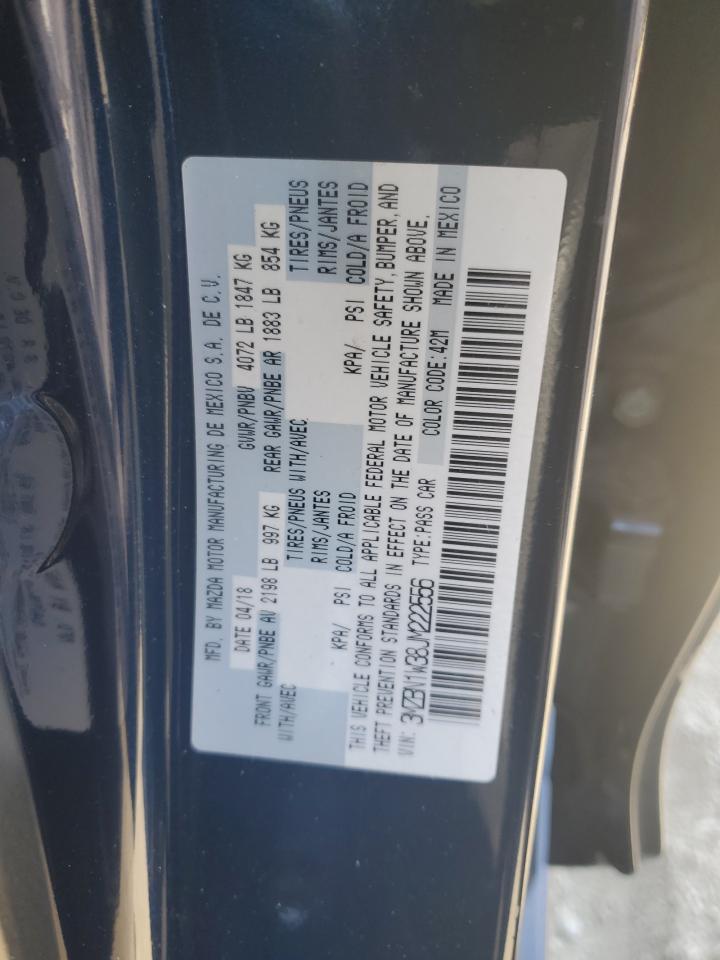 MFD. BY MAZDA MOTOR MANUFACTURING DE MEXICO S.A. DE C.V.
DATE 04/18 GVWR/PNBV 4072 LB 1847 KG
FRONT GAWR/PNBE AV 2198 LB 997 KG REAR GAWR/PNBE AR 1883 LB 854 KG
WITH/AVEC TIRES/PNEUS WITH/AVEC TIRES/PNEUS
RIMS/JANTES RIMS/JANTES
KPA/ PSI COLD/A FROID KPA/ PSI COLD/A FROID
THIS VEHICLE CONFORMS TO ALL APPLICABLE FEDERAL MOTOR VEHICLE SAFETY, BUMPER, AND
THEFT PREVENTION STANDARDS IN EFFECT ON THE DATE OF MANUFACTURE SHOWN ABOVE.
VIN: 3MZBN1W38JM222556 TYPE:PASS CAR COLOR CODE:42M MADE IN MEXICO